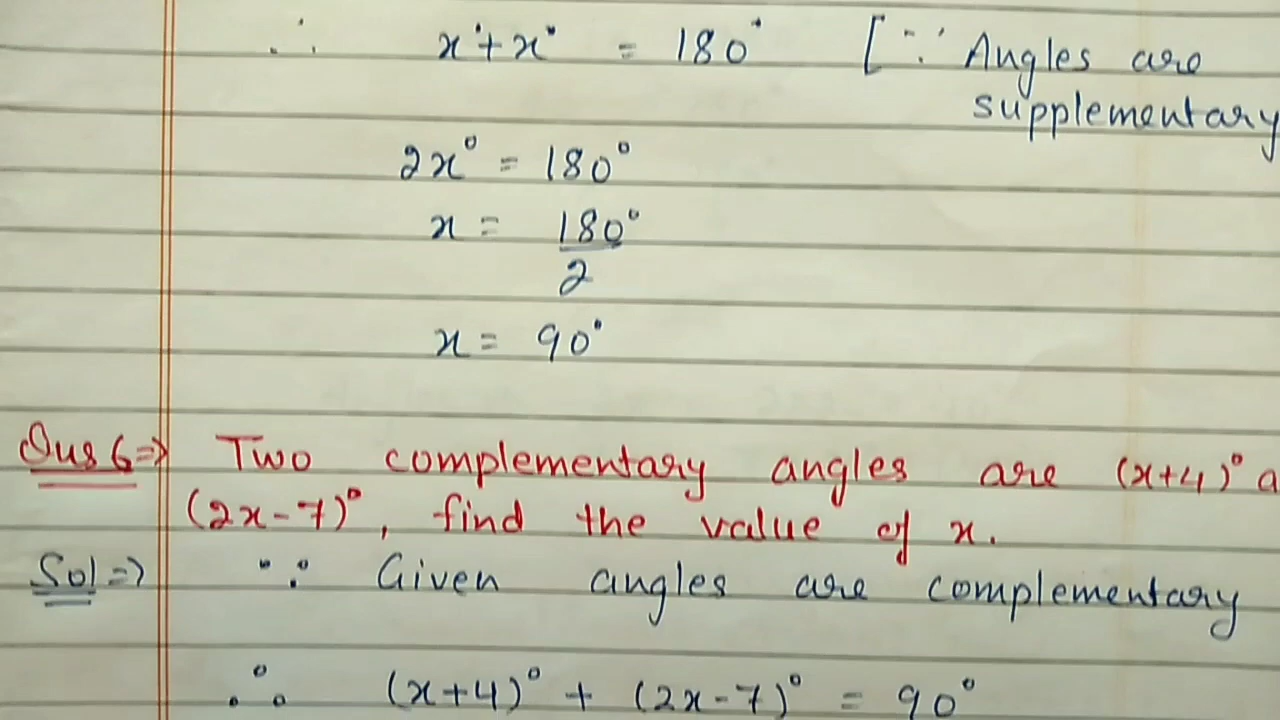 ∴ x°+x° = 180° [∵ Angles are
supplementary
2x° = 180°
x = 180°/2
x = 90°
Qus 6⇒ Two complementary angles are (x+4)° a
(2x-7)°, find the value of x.
Sol⇒ ∵ Given angles are complementary
∴ (x+4)° + (2x-7)° = 90°